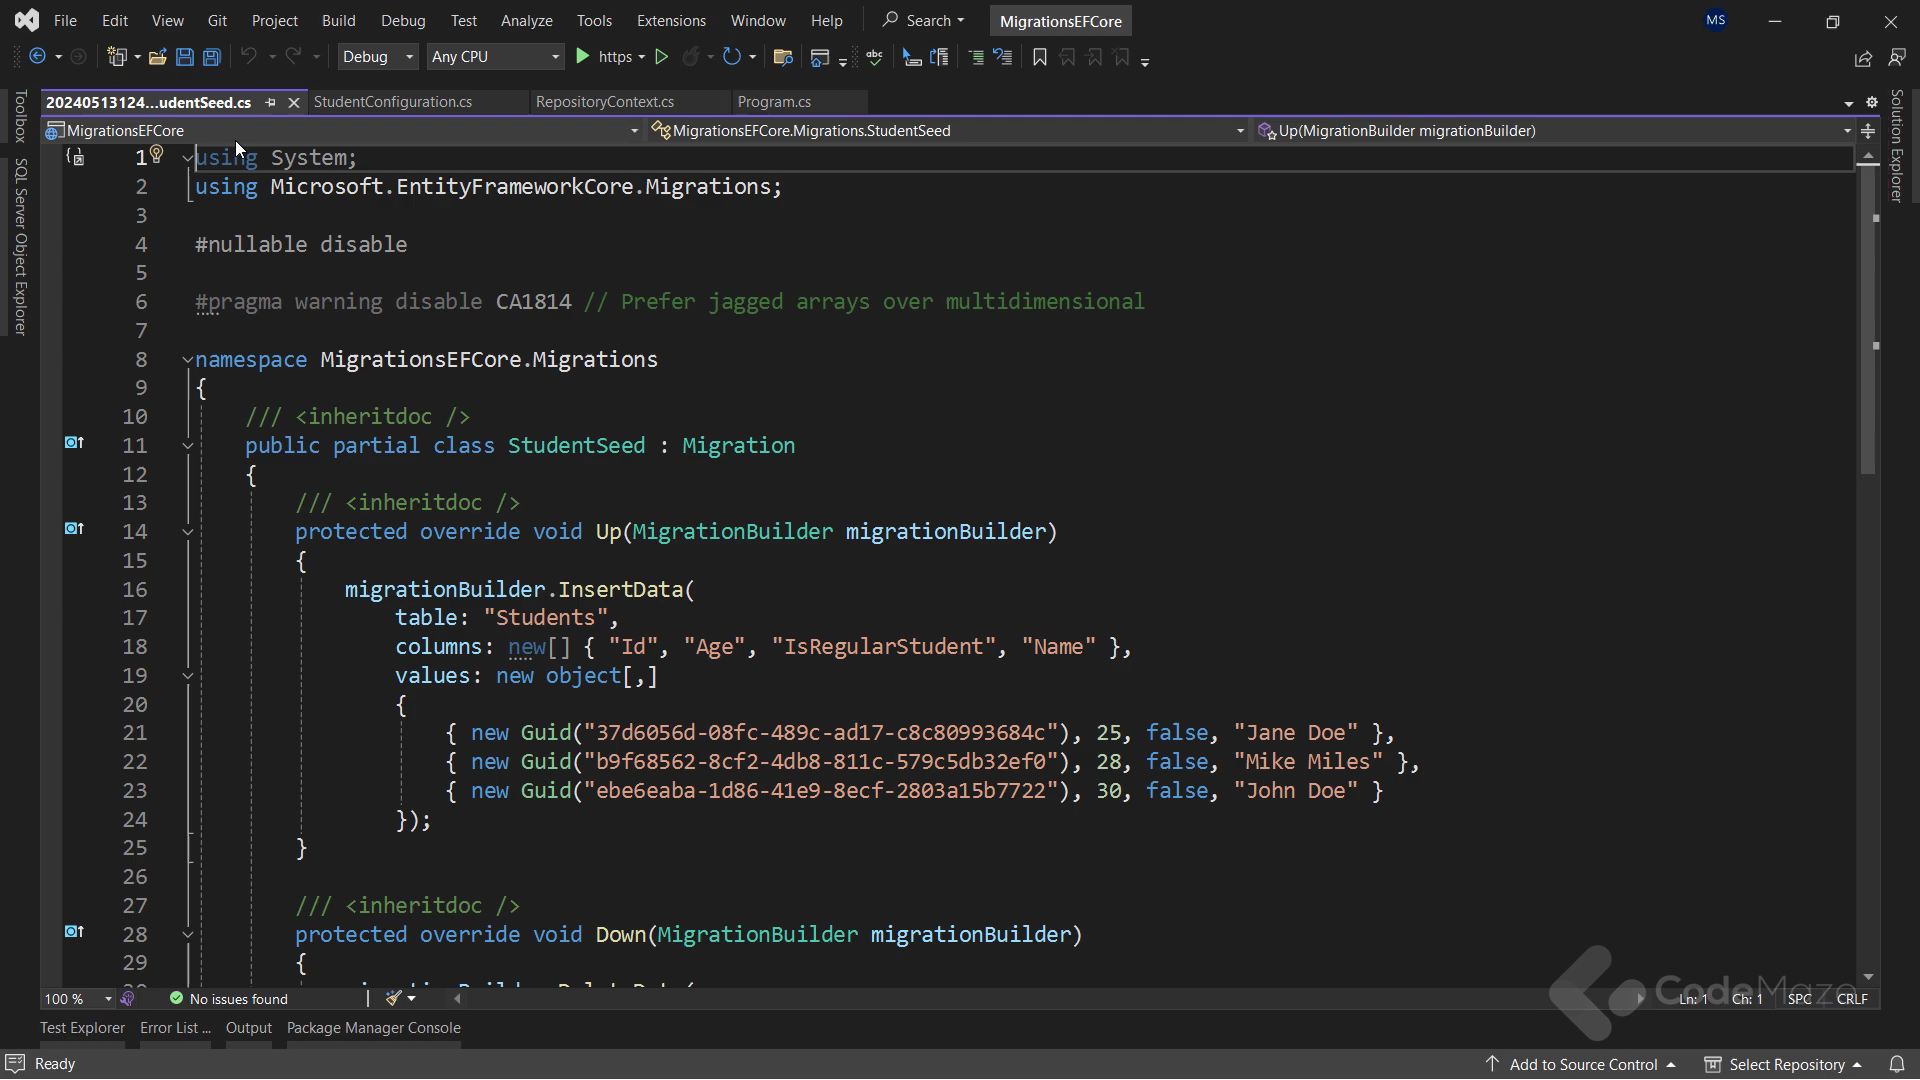 File Edit View Git Project Build Debug Test Analyze Tools Extensions Window Help Search MigrationsEFCore MS
Debug Any CPU https abc
20240513124...udentSeed.cs StudentConfiguration.cs RepositoryContext.cs Program.cs
MigrationsEFCore MigrationsEFCore.Migrations.StudentSeed Up(MigrationBuilder migrationBuilder)
Toolbox
SQL Server Object Explorer
Solution Explorer
1 using System;
2 using Microsoft.EntityFrameworkCore.Migrations;
3
4 #nullable disable
5
6 #pragma warning disable CA1814 // Prefer jagged arrays over multidimensional
7
8 namespace MigrationsEFCore.Migrations
9 {
10 /// <inheritdoc />
11 public partial class StudentSeed : Migration
12 {
13 /// <inheritdoc />
14 protected override void Up(MigrationBuilder migrationBuilder)
15 {
16 migrationBuilder.InsertData(
17 table: "Students",
18 columns: new[] { "Id", "Age", "IsRegularStudent", "Name" },
19 values: new object[,]
20 {
21 { new Guid("37d6056d-08fc-489c-ad17-c8c80993684c"), 25, false, "Jane Doe" },
22 { new Guid("b9f68562-8cf2-4db8-811c-579c5db32ef0"), 28, false, "Mike Miles" },
23 { new Guid("ebe6eaba-1d86-41e9-8ecf-2803a15b7722"), 30, false, "John Doe" }
24 });
25 }
26
27 /// <inheritdoc />
28 protected override void Down(MigrationBuilder migrationBuilder)
29 {
100 % No issues found Ln: 1 Ch: 1 SPC CRLF
CodeMaze
Test Explorer Error List ... Output Package Manager Console
Ready Add to Source Control Select Repository